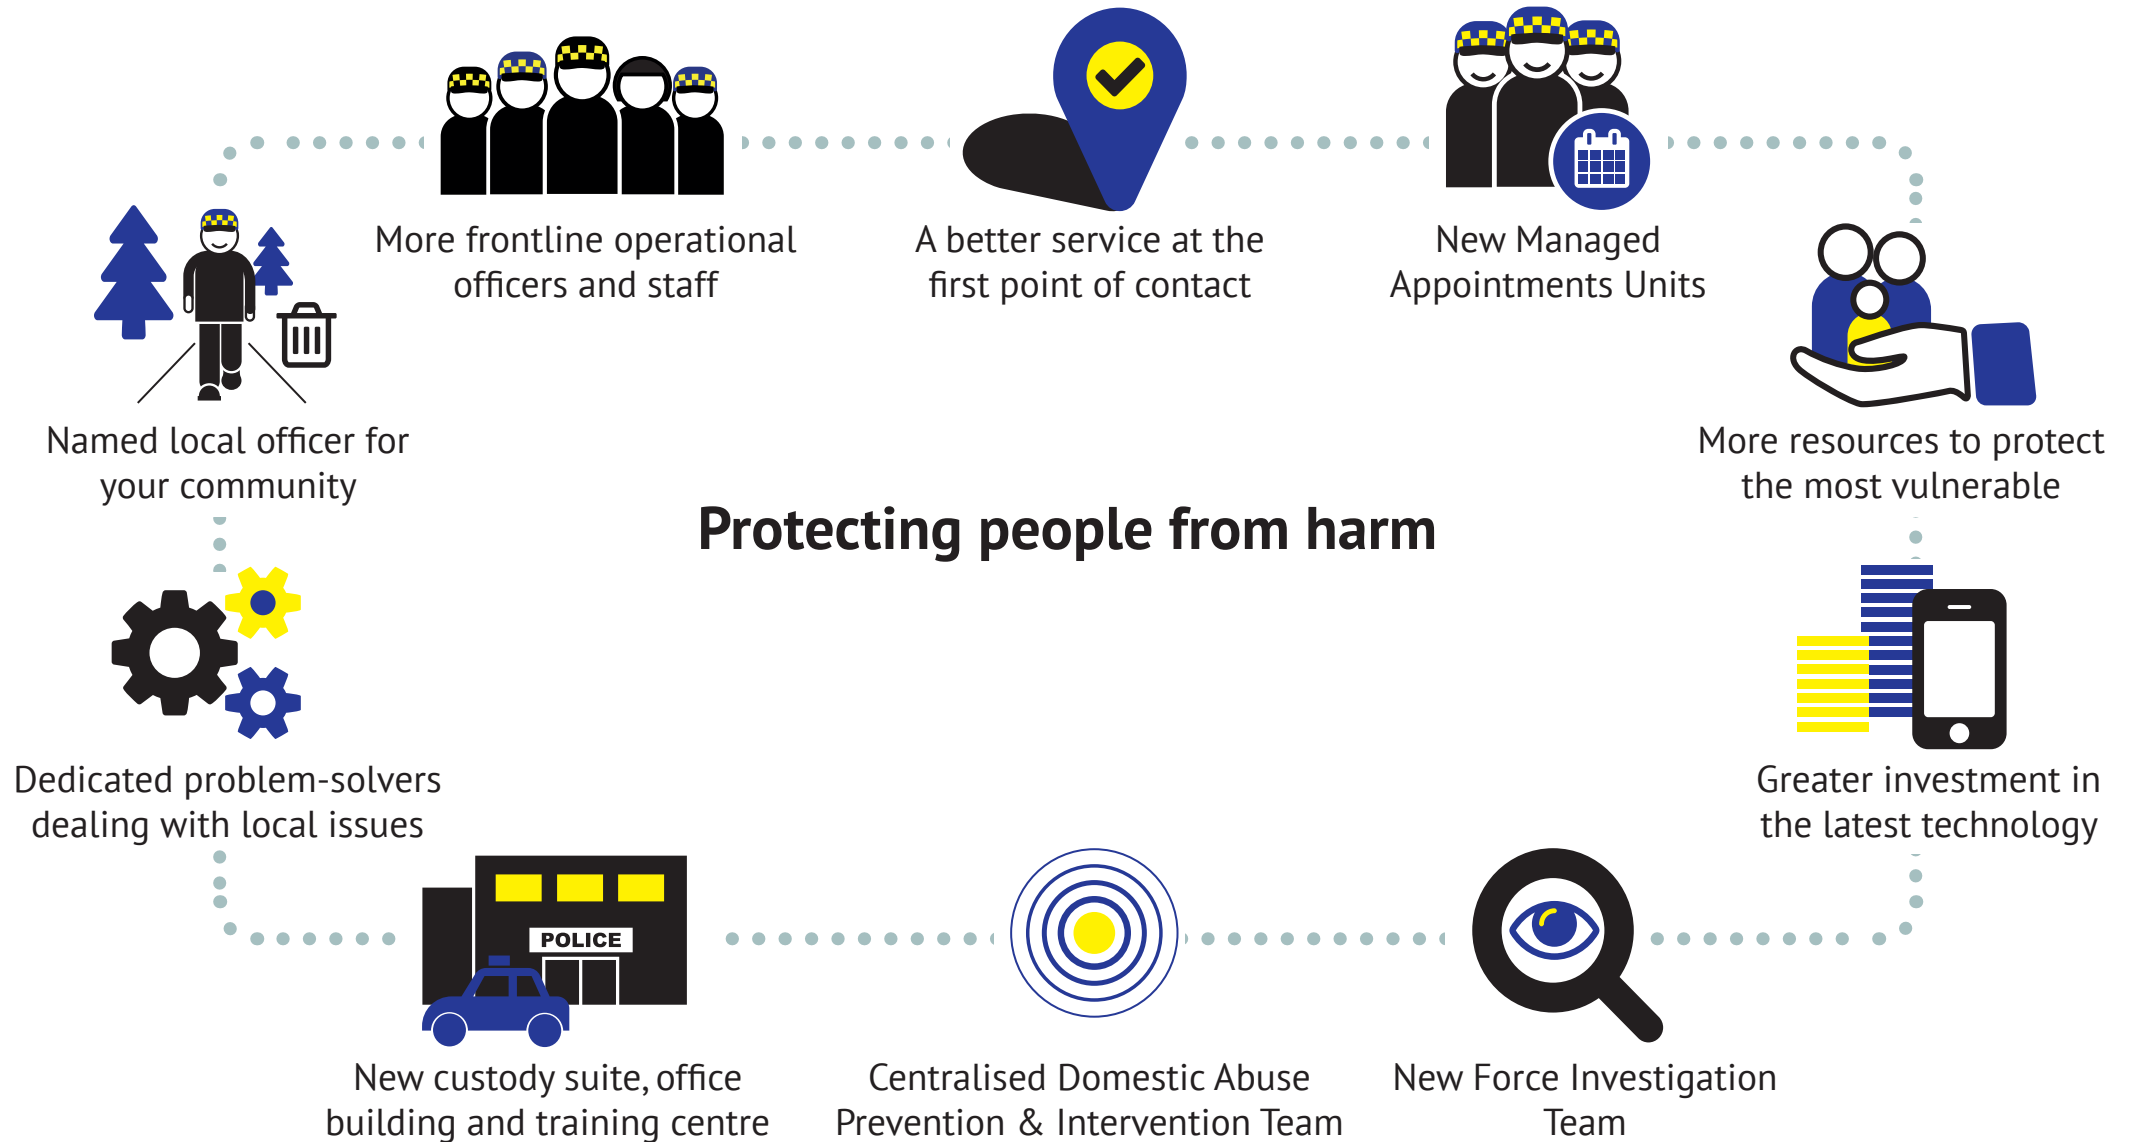 More frontline operational
officers and staff
A better service at the
first point of contact
New Managed
Appointments Units
Named local officer for
your community
More resources to protect
the most vulnerable
Protecting people from harm
Dedicated problem-solvers
dealing with local issues
Greater investment in
the latest technology
POLICE
New custody suite, office
building and training centre
Centralised Domestic Abuse
Prevention & Intervention Team
New Force Investigation
Team